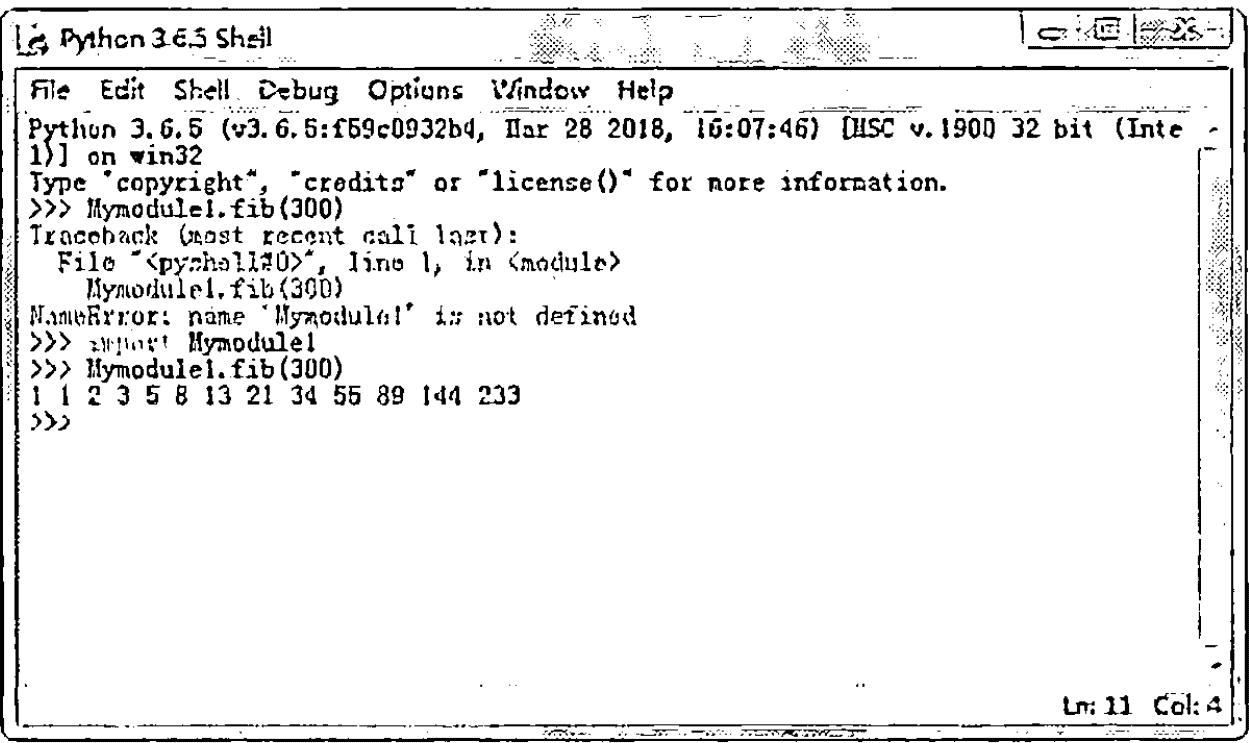 Python 3.6.5 Shell
File Edit Shell Debug Options Window Help
Python 3.6.5 (v3.6.5:f59c0932b4, Mar 28 2018, 16:07:46) [MSC v.1900 32 bit (Inte
l)] on win32
Type "copyright", "credits" or "license()" for more information.
>>> Mymodule1.fib(300)
Traceback (most recent call last):
  File "<pyshell#0>", line 1, in <module>
    Mymodule1.fib(300)
NameError: name 'Mymodule1' is not defined
>>> import Mymodule1
>>> Mymodule1.fib(300)
1 1 2 3 5 8 13 21 34 55 89 144 233
>>>
Ln: 11 Col: 4